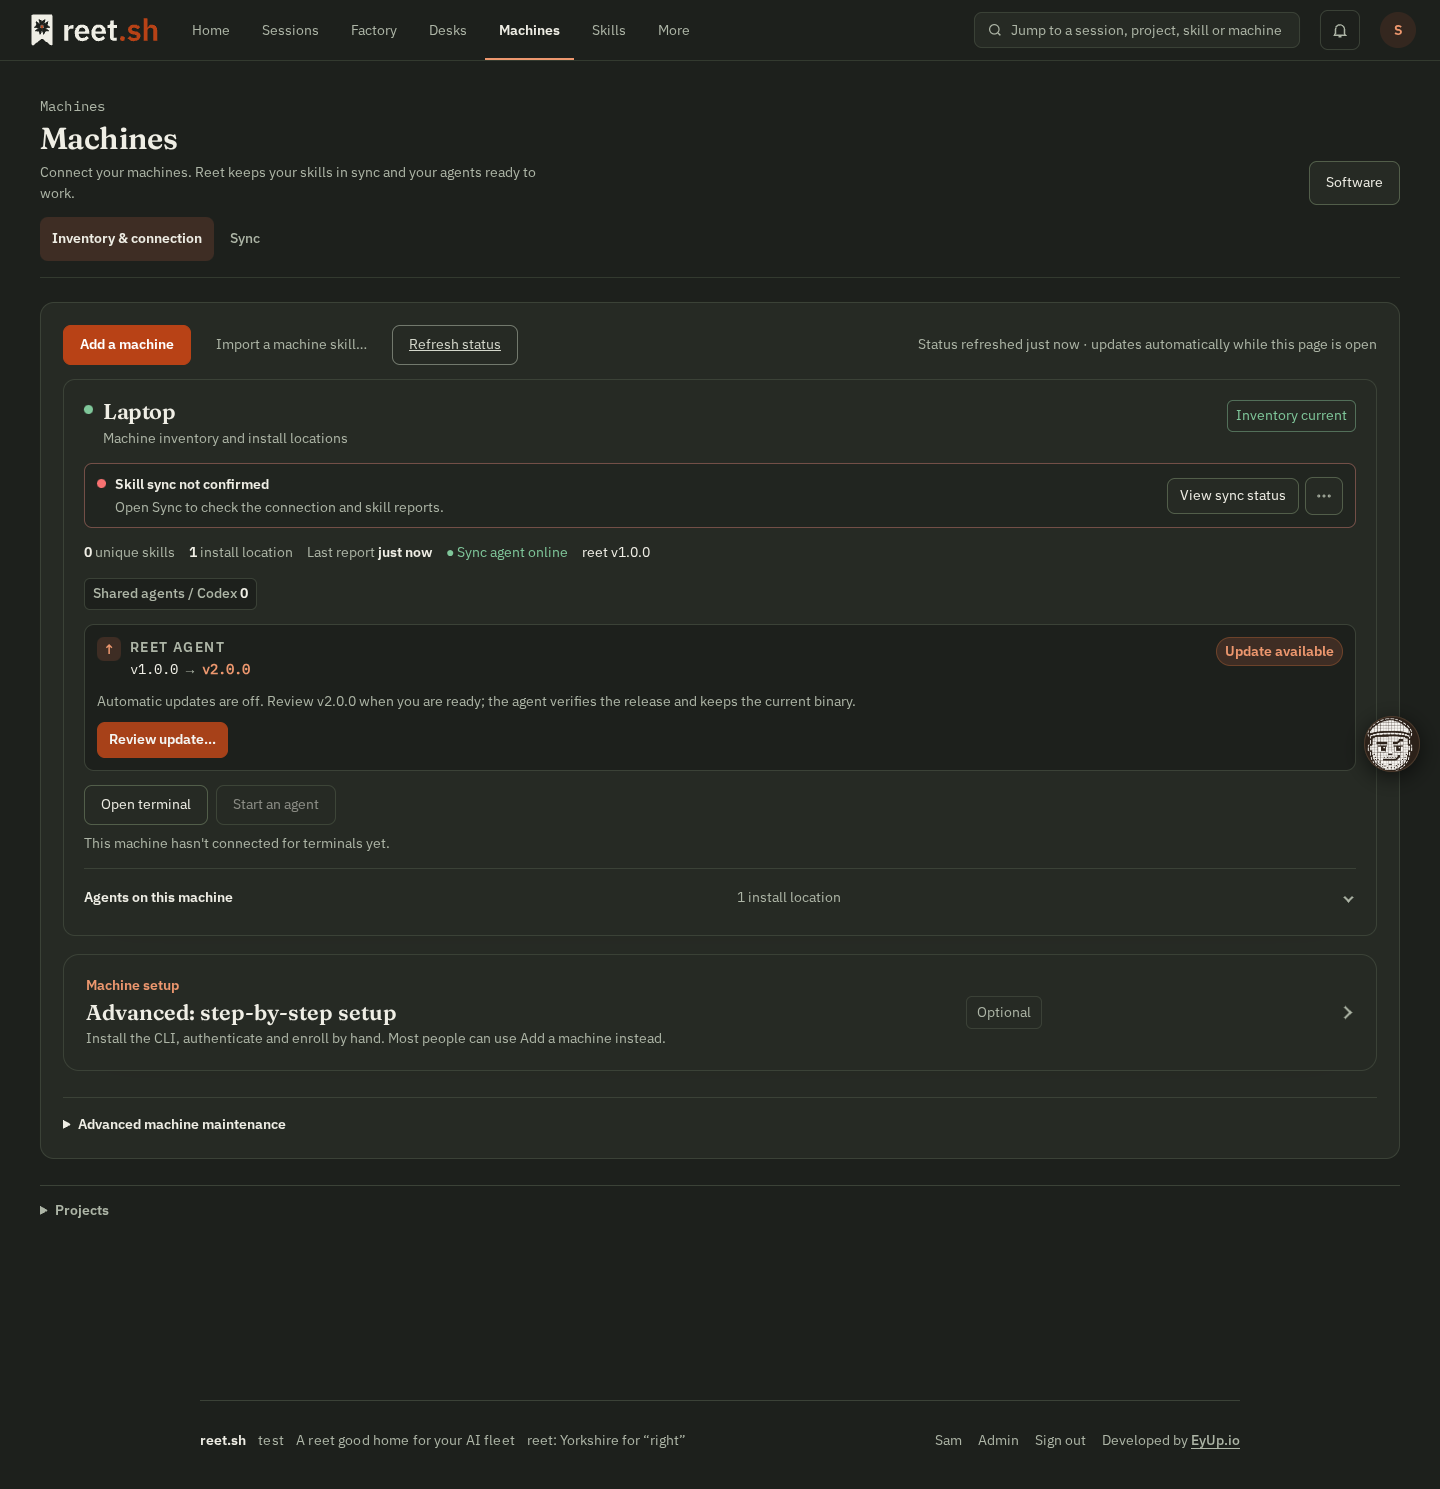 reet.sh
Home
Sessions
Factory
Desks
Machines
Skills
More
Jump to a session, project, skill or machine
S
Machines
Machines
Connect your machines. Reet keeps your skills in sync and your agents ready to
work.
Software
Inventory & connection
Sync
Add a machine
Import a machine skill...
Refresh status
Status refreshed just now · updates automatically while this page is open
Laptop
Machine inventory and install locations
Inventory current
Skill sync not confirmed
Open Sync to check the connection and skill reports.
View sync status
···
0 unique skills
1 install location
Last report just now
● Sync agent online
reet v1.0.0
Shared agents / Codex 0
↑
REET AGENT
v1.0.0 → v2.0.0
Update available
Automatic updates are off. Review v2.0.0 when you are ready; the agent verifies the release and keeps the current binary.
Review update...
Open terminal
Start an agent
This machine hasn't connected for terminals yet.
Agents on this machine
1 install location
Machine setup
Advanced: step-by-step setup
Install the CLI, authenticate and enroll by hand. Most people can use Add a machine instead.
Optional
Advanced machine maintenance
Projects
reet.sh
test
A reet good home for your AI fleet
reet: Yorkshire for “right”
Sam
Admin
Sign out
Developed by EyUp.io